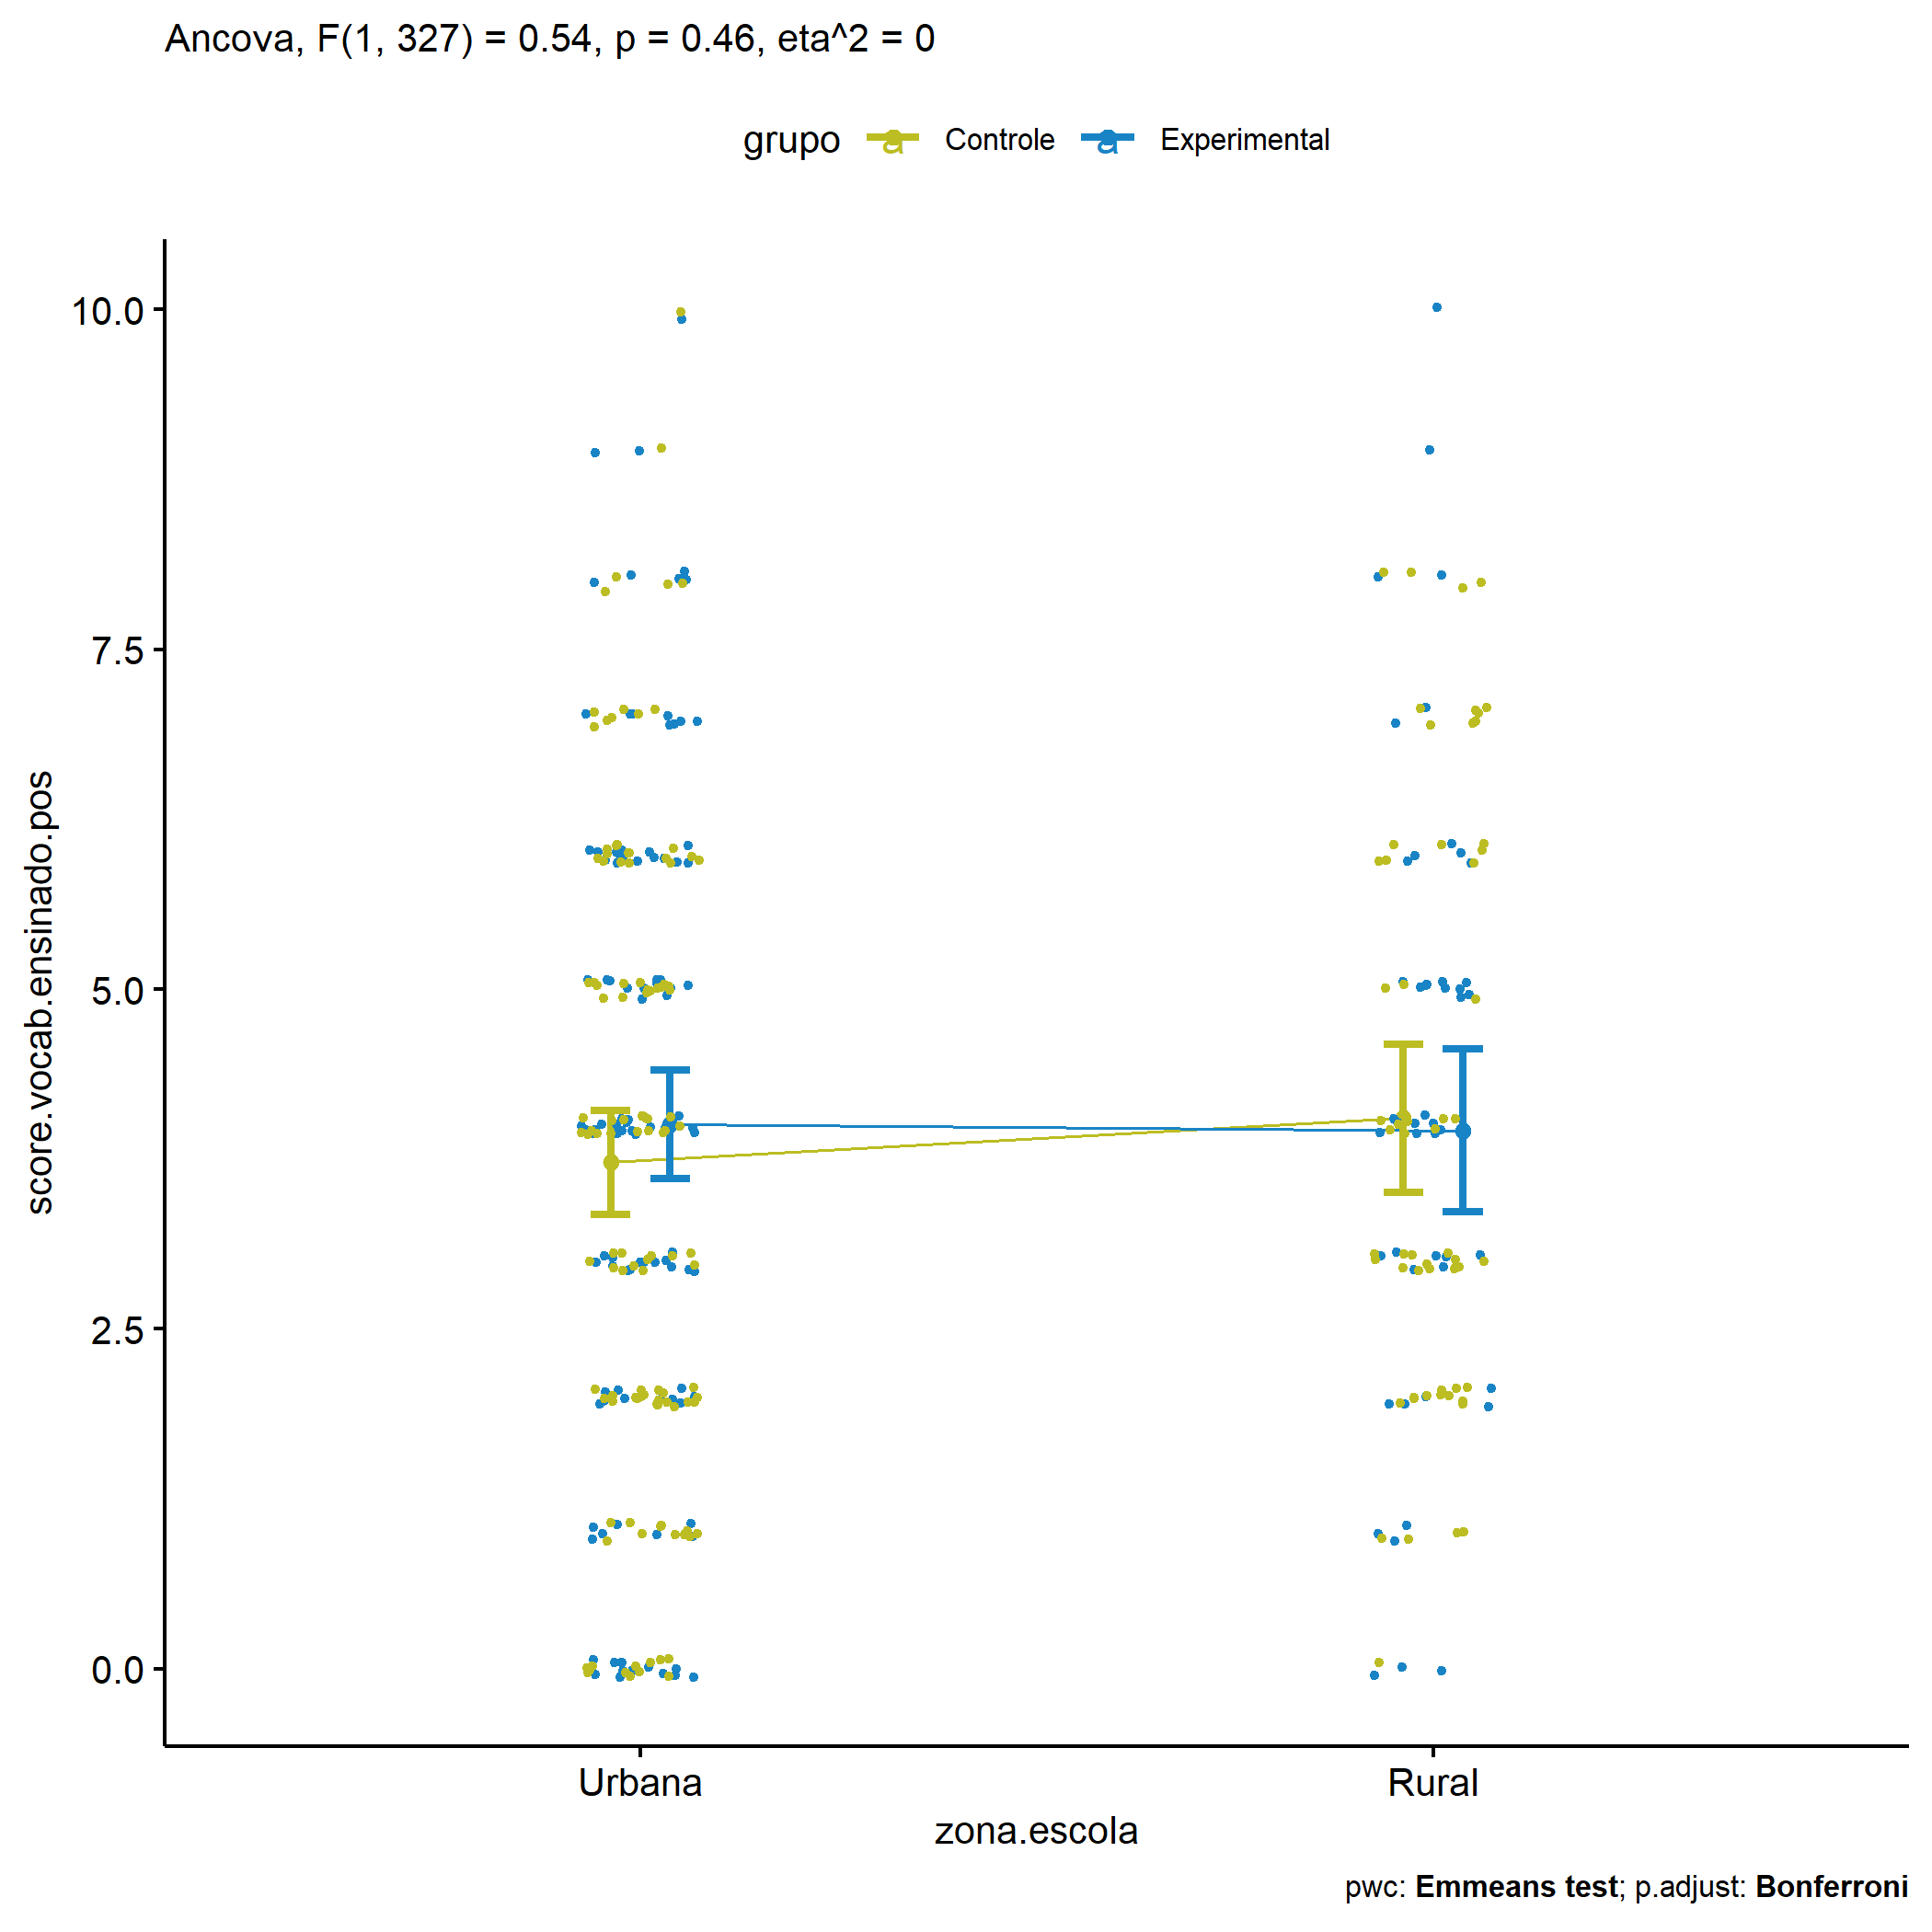 Ancova, F(1, 327) = 0.54, p = 0.46, eta^2 = 0
grupo a Controle a Experimental
10.0
7.5
5.0
2.5
0.0
score.vocab.ensinado.pos
Urbana Rural
zona.escola
pwc: Emmeans test; p.adjust: Bonferroni